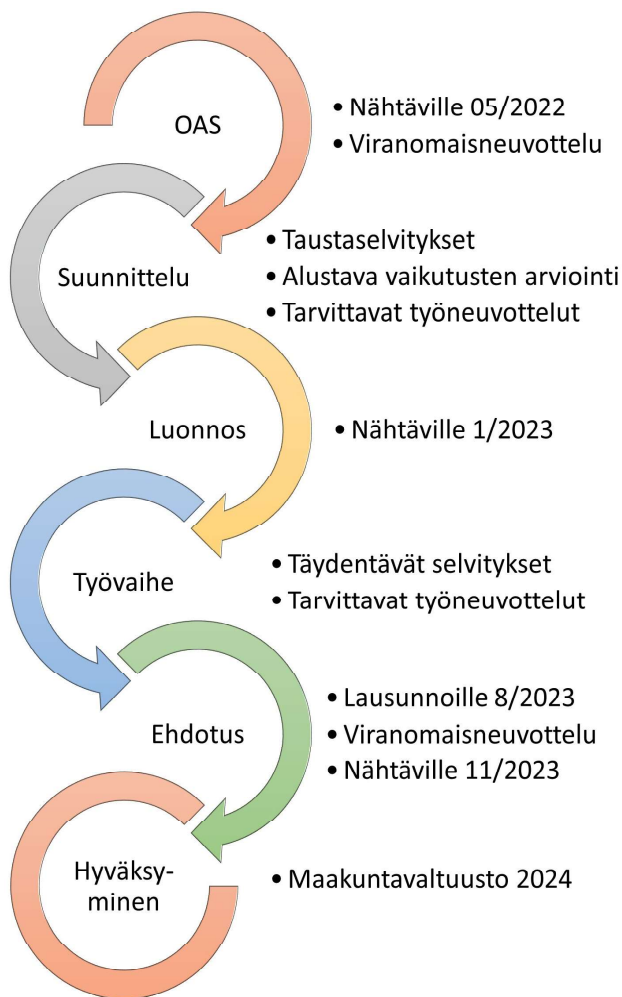 OAS
• Nähtäville 05/2022
• Viranomaisneuvottelu
Suunnittelu
• Taustaselvitykset
• Alustava vaikutusten arviointi
• Tarvittavat työneuvottelut
Luonnos
• Nähtäville 1/2023
Työvaihe
• Täydentävät selvitykset
• Tarvittavat työneuvottelut
Ehdotus
• Lausunnoille 8/2023
• Viranomaisneuvottelu
• Nähtäville 11/2023
Hyväksy-
minen
• Maakuntavaltuusto 2024